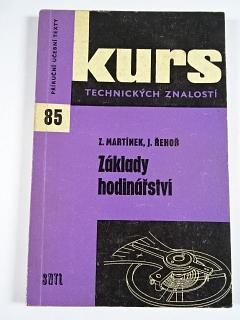 PŘÍRUČNÍ UČEBNÍ TEXTY
kurs
TECHNICKÝCH ZNALOSTÍ
85
Z. MARTÍNEK, J. ŘEHOŘ
Základy
hodinářství
SNTL